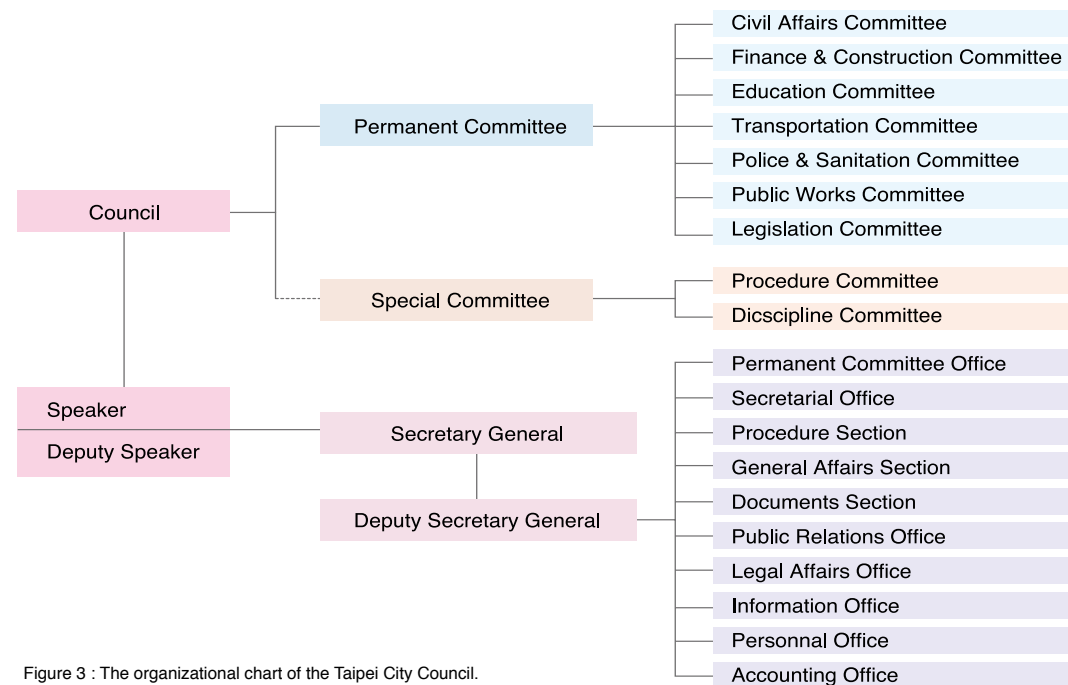 Council
Speaker
Deputy Speaker
Permanent Committee
Special Committee
Secretary General
Deputy Secretary General
Civil Affairs Committee
Finance & Construction Committee
Education Committee
Transportation Committee
Police & Sanitation Committee
Public Works Committee
Legislation Committee
Procedure Committee
Dicscipline Committee
Permanent Committee Office
Secretarial Office
Procedure Section
General Affairs Section
Documents Section
Public Relations Office
Legal Affairs Office
Information Office
Personnal Office
Accounting Office
Figure 3 : The organizational chart of the Taipei City Council.